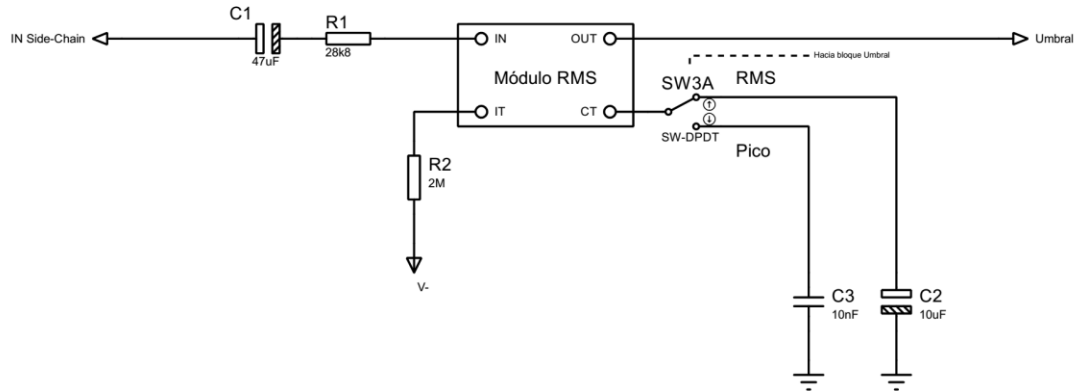 C1
R1
IN Side-Chain
47uF
28k8
IN
OUT
Umbral
Módulo RMS
Hacia bloque Umbral
SW3A
RMS
IT
CT
SW-DPDT
Pico
R2
2M
V-
C3
10nF
C2
10uF